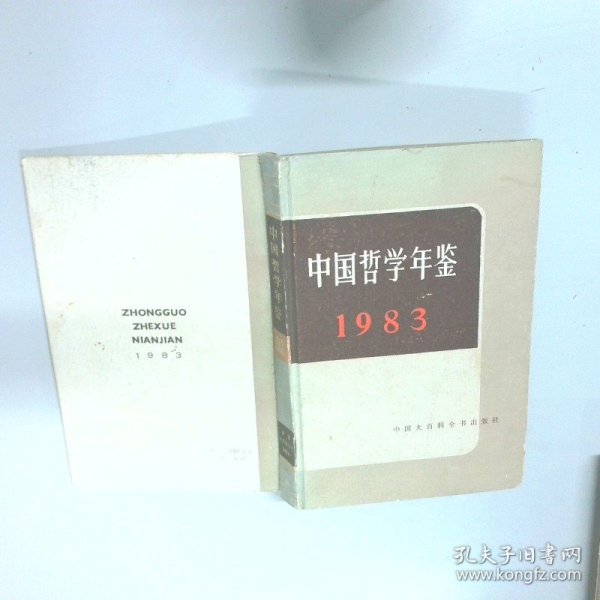 中国哲学年鉴
1983
中国大百科全书出版社
中国哲学年鉴
ZHONGGUO
ZHEXUE
NIANJIAN
1983
孔夫子旧书网
www.kongfz.com